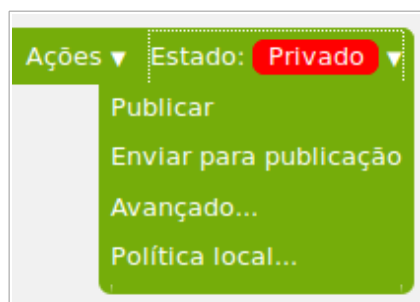 Ações ▼ Estado: Privado ▼
Publicar
Enviar para publicação
Avançado...
Política local...